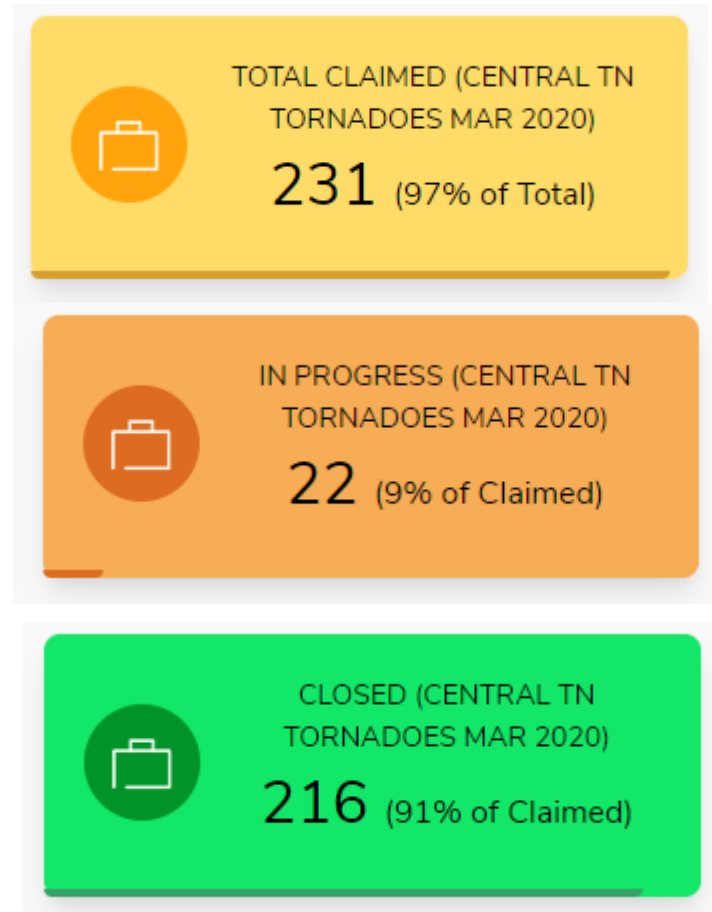 TOTAL CLAIMED (CENTRAL TN
TORNADOES MAR 2020)
231 (97% of Total)
IN PROGRESS (CENTRAL TN
TORNADOES MAR 2020)
22 (9% of Claimed)
CLOSED (CENTRAL TN
TORNADOES MAR 2020)
216 (91% of Claimed)